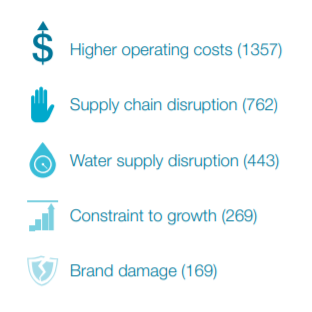 Higher operating costs (1357)
Supply chain disruption (762)
Water supply disruption (443)
Constraint to growth (269)
Brand damage (169)